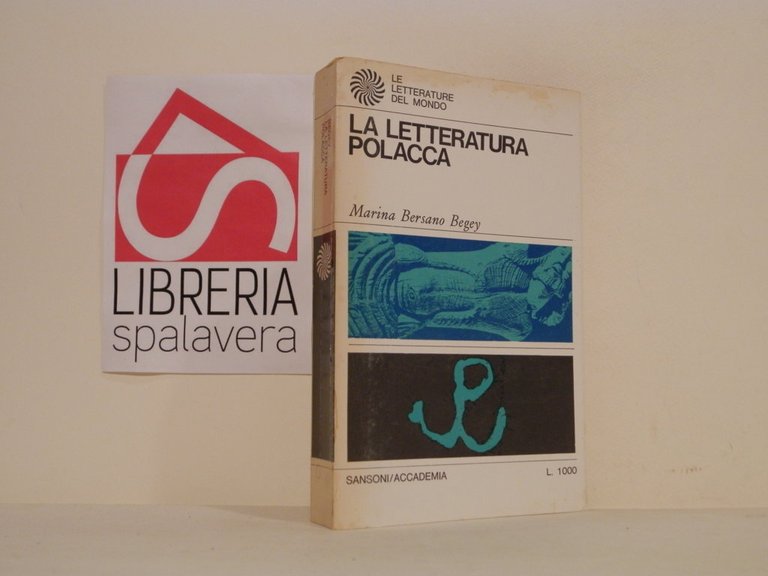 LIBRERIA
spalavera
LE
LETTERATURE
DEL MONDO
LA LETTERATURA
POLACCA
Marina Bersano Begey
SANSONI/ACCADEMIA
L. 1000